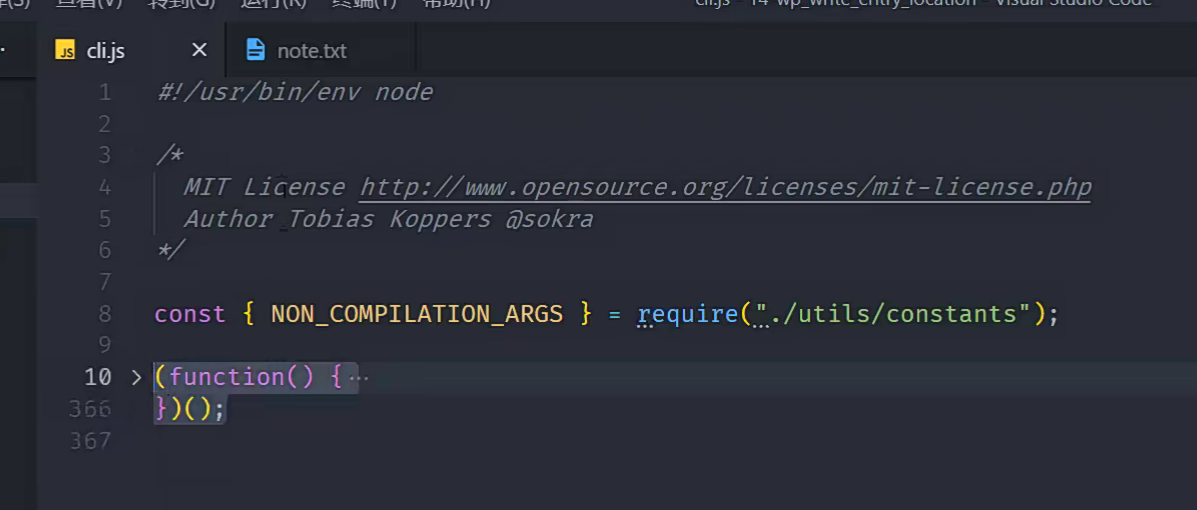 查看(V) 转到(G) 运行(R) 终端(T) 帮助(H) cli.js - 14-wp_write_entry_location - Visual Studio Code
JS cli.js × note.txt
1 #!/usr/bin/env node
2
3 /*
4 MIT License http://www.opensource.org/licenses/mit-license.php
5 Author Tobias Koppers @sokra
6 */
7
8 const { NON_COMPILATION_ARGS } = require("./utils/constants");
9
10 > (function() { ···
366 })();
367